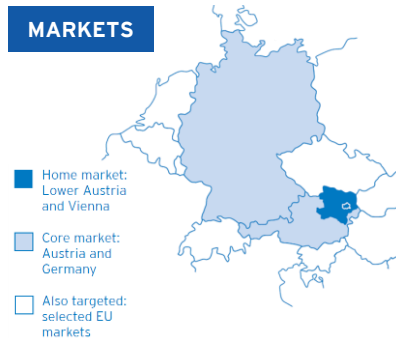 MARKETS
Home market:
Lower Austria
and Vienna
Core market:
Austria and
Germany
Also targeted:
selected EU
markets